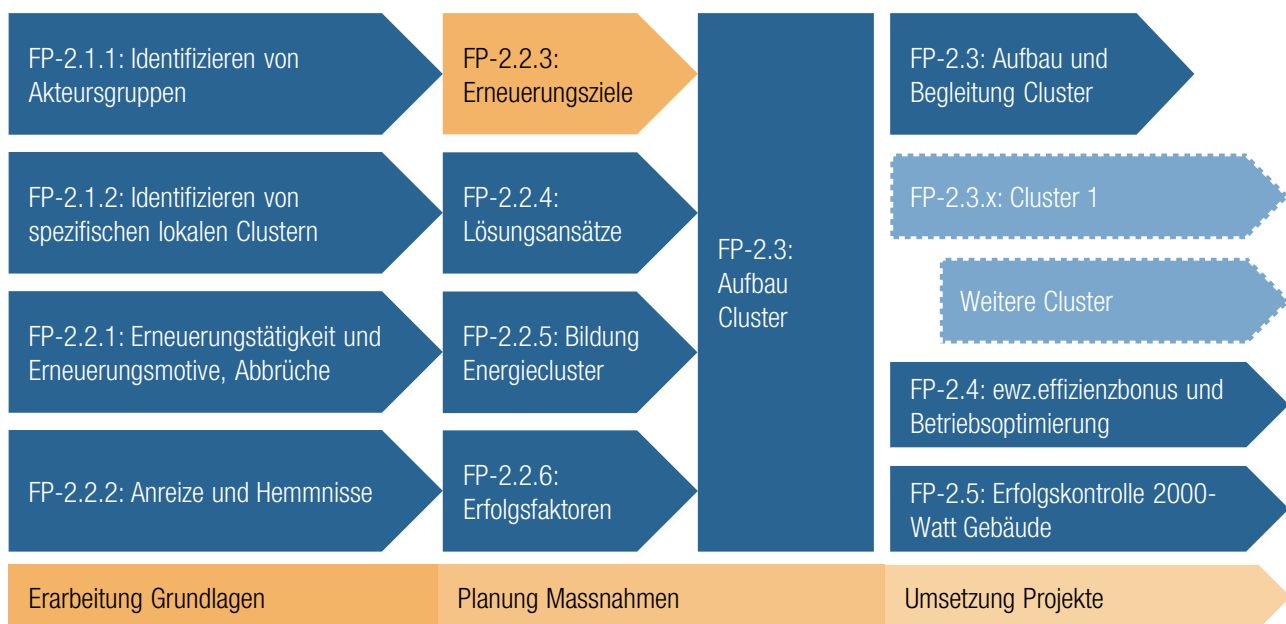 FP-2.1.1: Identifizieren von
Akteursgruppen
FP-2.1.2: Identifizieren von
spezifischen lokalen Clustern
FP-2.2.1: Erneuerungstätigkeit und
Erneuerungsmotive, Abbrüche
FP-2.2.2: Anreize und Hemmnisse
FP-2.2.3:
Erneuerungsziele
FP-2.2.4:
Lösungsansätze
FP-2.2.5: Bildung
Energiecluster
FP-2.2.6:
Erfolgsfaktoren
FP-2.3:
Aufbau
Cluster
FP-2.3: Aufbau und
Begleitung Cluster
FP-2.3.x: Cluster 1
Weitere Cluster
FP-2.4: ewz.effizienzbonus und
Betriebsoptimierung
FP-2.5: Erfolgskontrolle 2000-
Watt Gebäude
Erarbeitung Grundlagen
Planung Massnahmen
Umsetzung Projekte